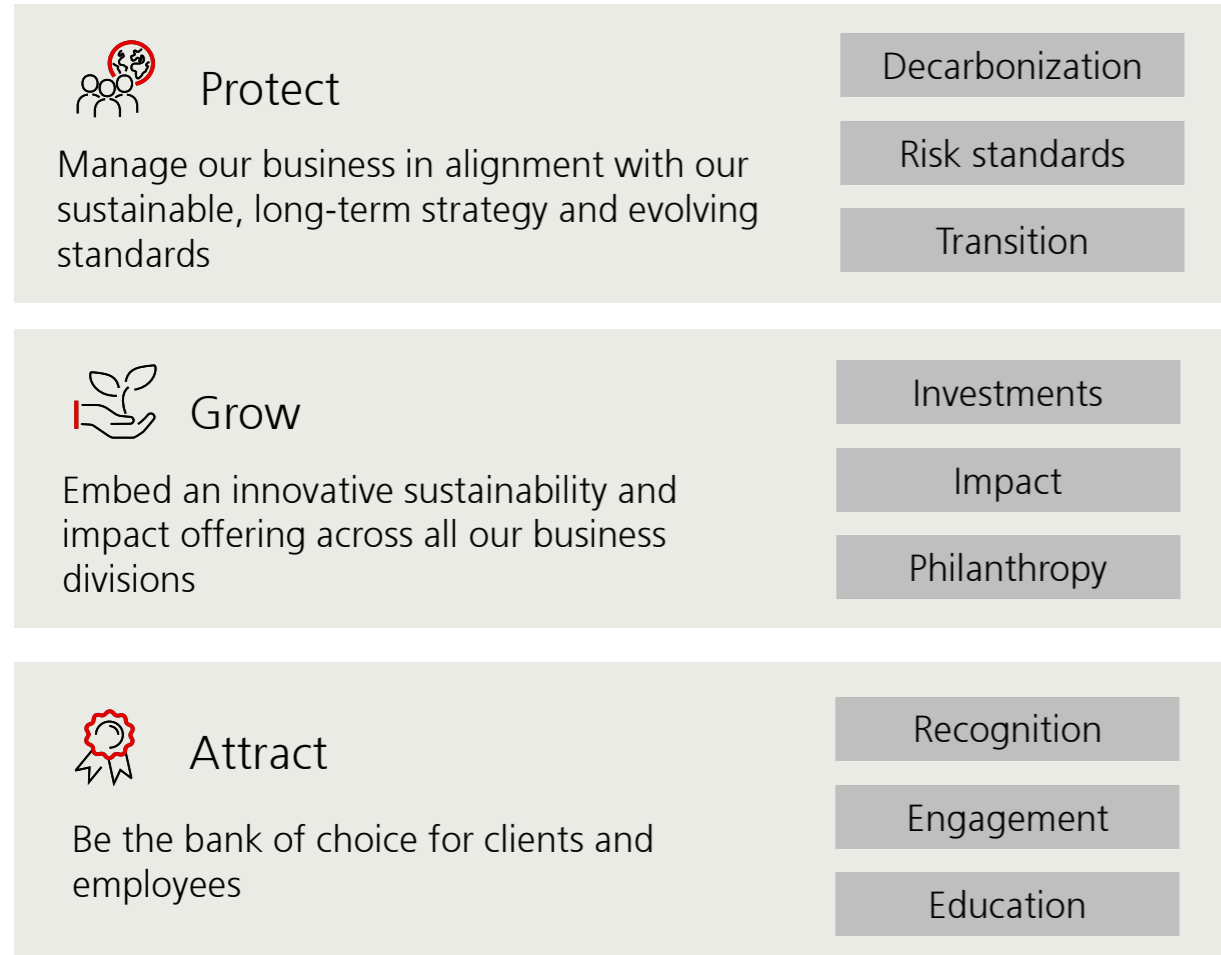 Protect
Manage our business in alignment with our
sustainable, long-term strategy and evolving
standards
Decarbonization
Risk standards
Transition
Grow
Embed an innovative sustainability and
impact offering across all our business
divisions
Investments
Impact
Philanthropy
Attract
Be the bank of choice for clients and
employees
Recognition
Engagement
Education